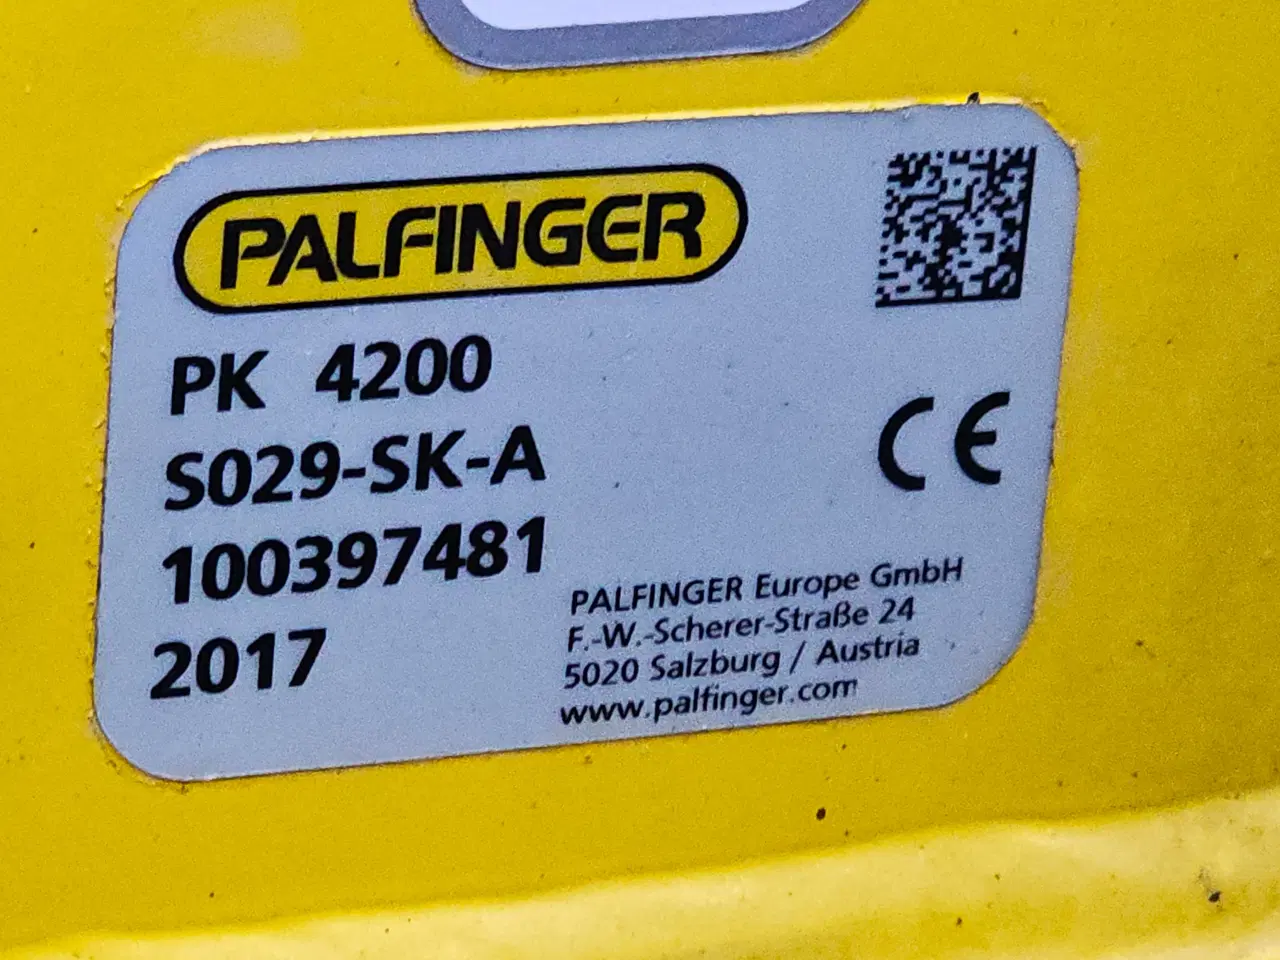 PALFINGER
PK 4200
S029-SK-A
100397481
2017
CE
PALFINGER Europe GmbH
F.-W.-Scherer-Straße 24
5020 Salzburg / Austria
www.palfinger.com